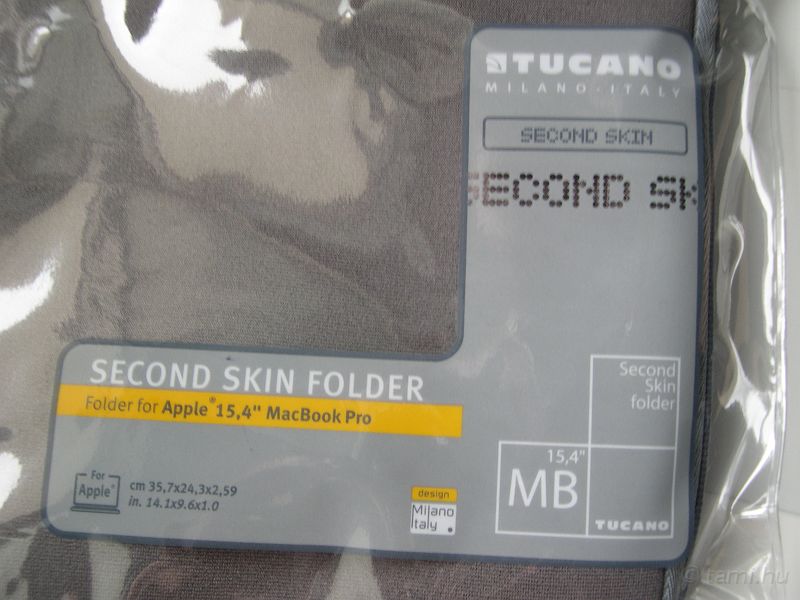 TUCANO
MILANO · ITALY
SECOND SKIN
SECOND SK
SECOND SKIN FOLDER
Folder for Apple® 15,4" MacBook Pro
For
Apple®
cm 35,7x24,3x2,59
in. 14.1x9.6x1.0
design
Milano
Italy
Second
Skin
folder
15,4"
MB
TUCANO
© tami.hu